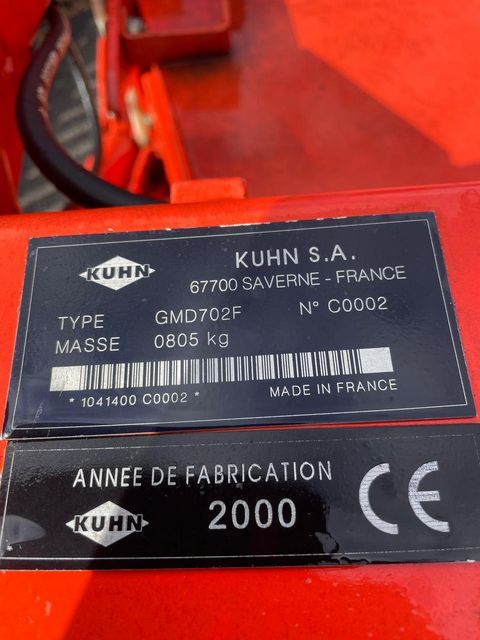 KUHN
KUHN S.A.
67700 SAVERNE - FRANCE
TYPE GMD702F N° C0002
MASSE 0805 kg
* 1041400 C0002 *
MADE IN FRANCE
ANNEE DE FABRICATION
KUHN 2000 CE